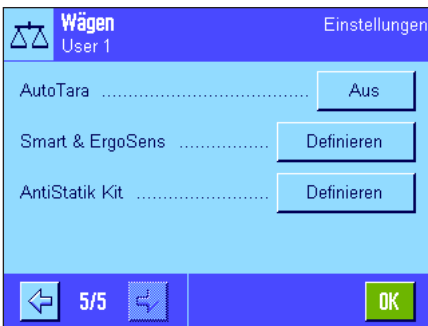 Wägen Einstellungen
User 1
AutoTara ........................................ Aus
Smart & ErgoSens ................. Definieren
AntiStatik Kit ......................... Definieren
5/5 OK